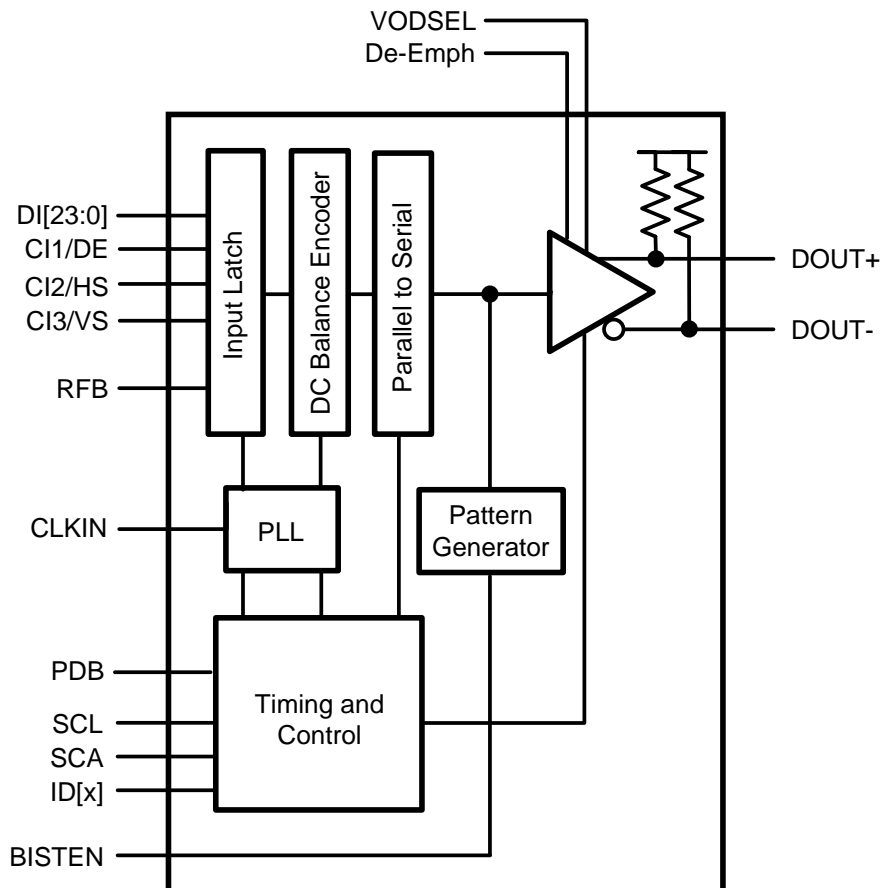 VODSEL
De-Emph
DI[23:0]
CI1/DE
CI2/HS
CI3/VS
RFB
Input Latch
DC Balance Encoder
Parallel to Serial
DOUT+
DOUT-
CLKIN
PLL
Pattern
Generator
PDB
SCL
SCA
ID[x]
Timing and
Control
BISTEN